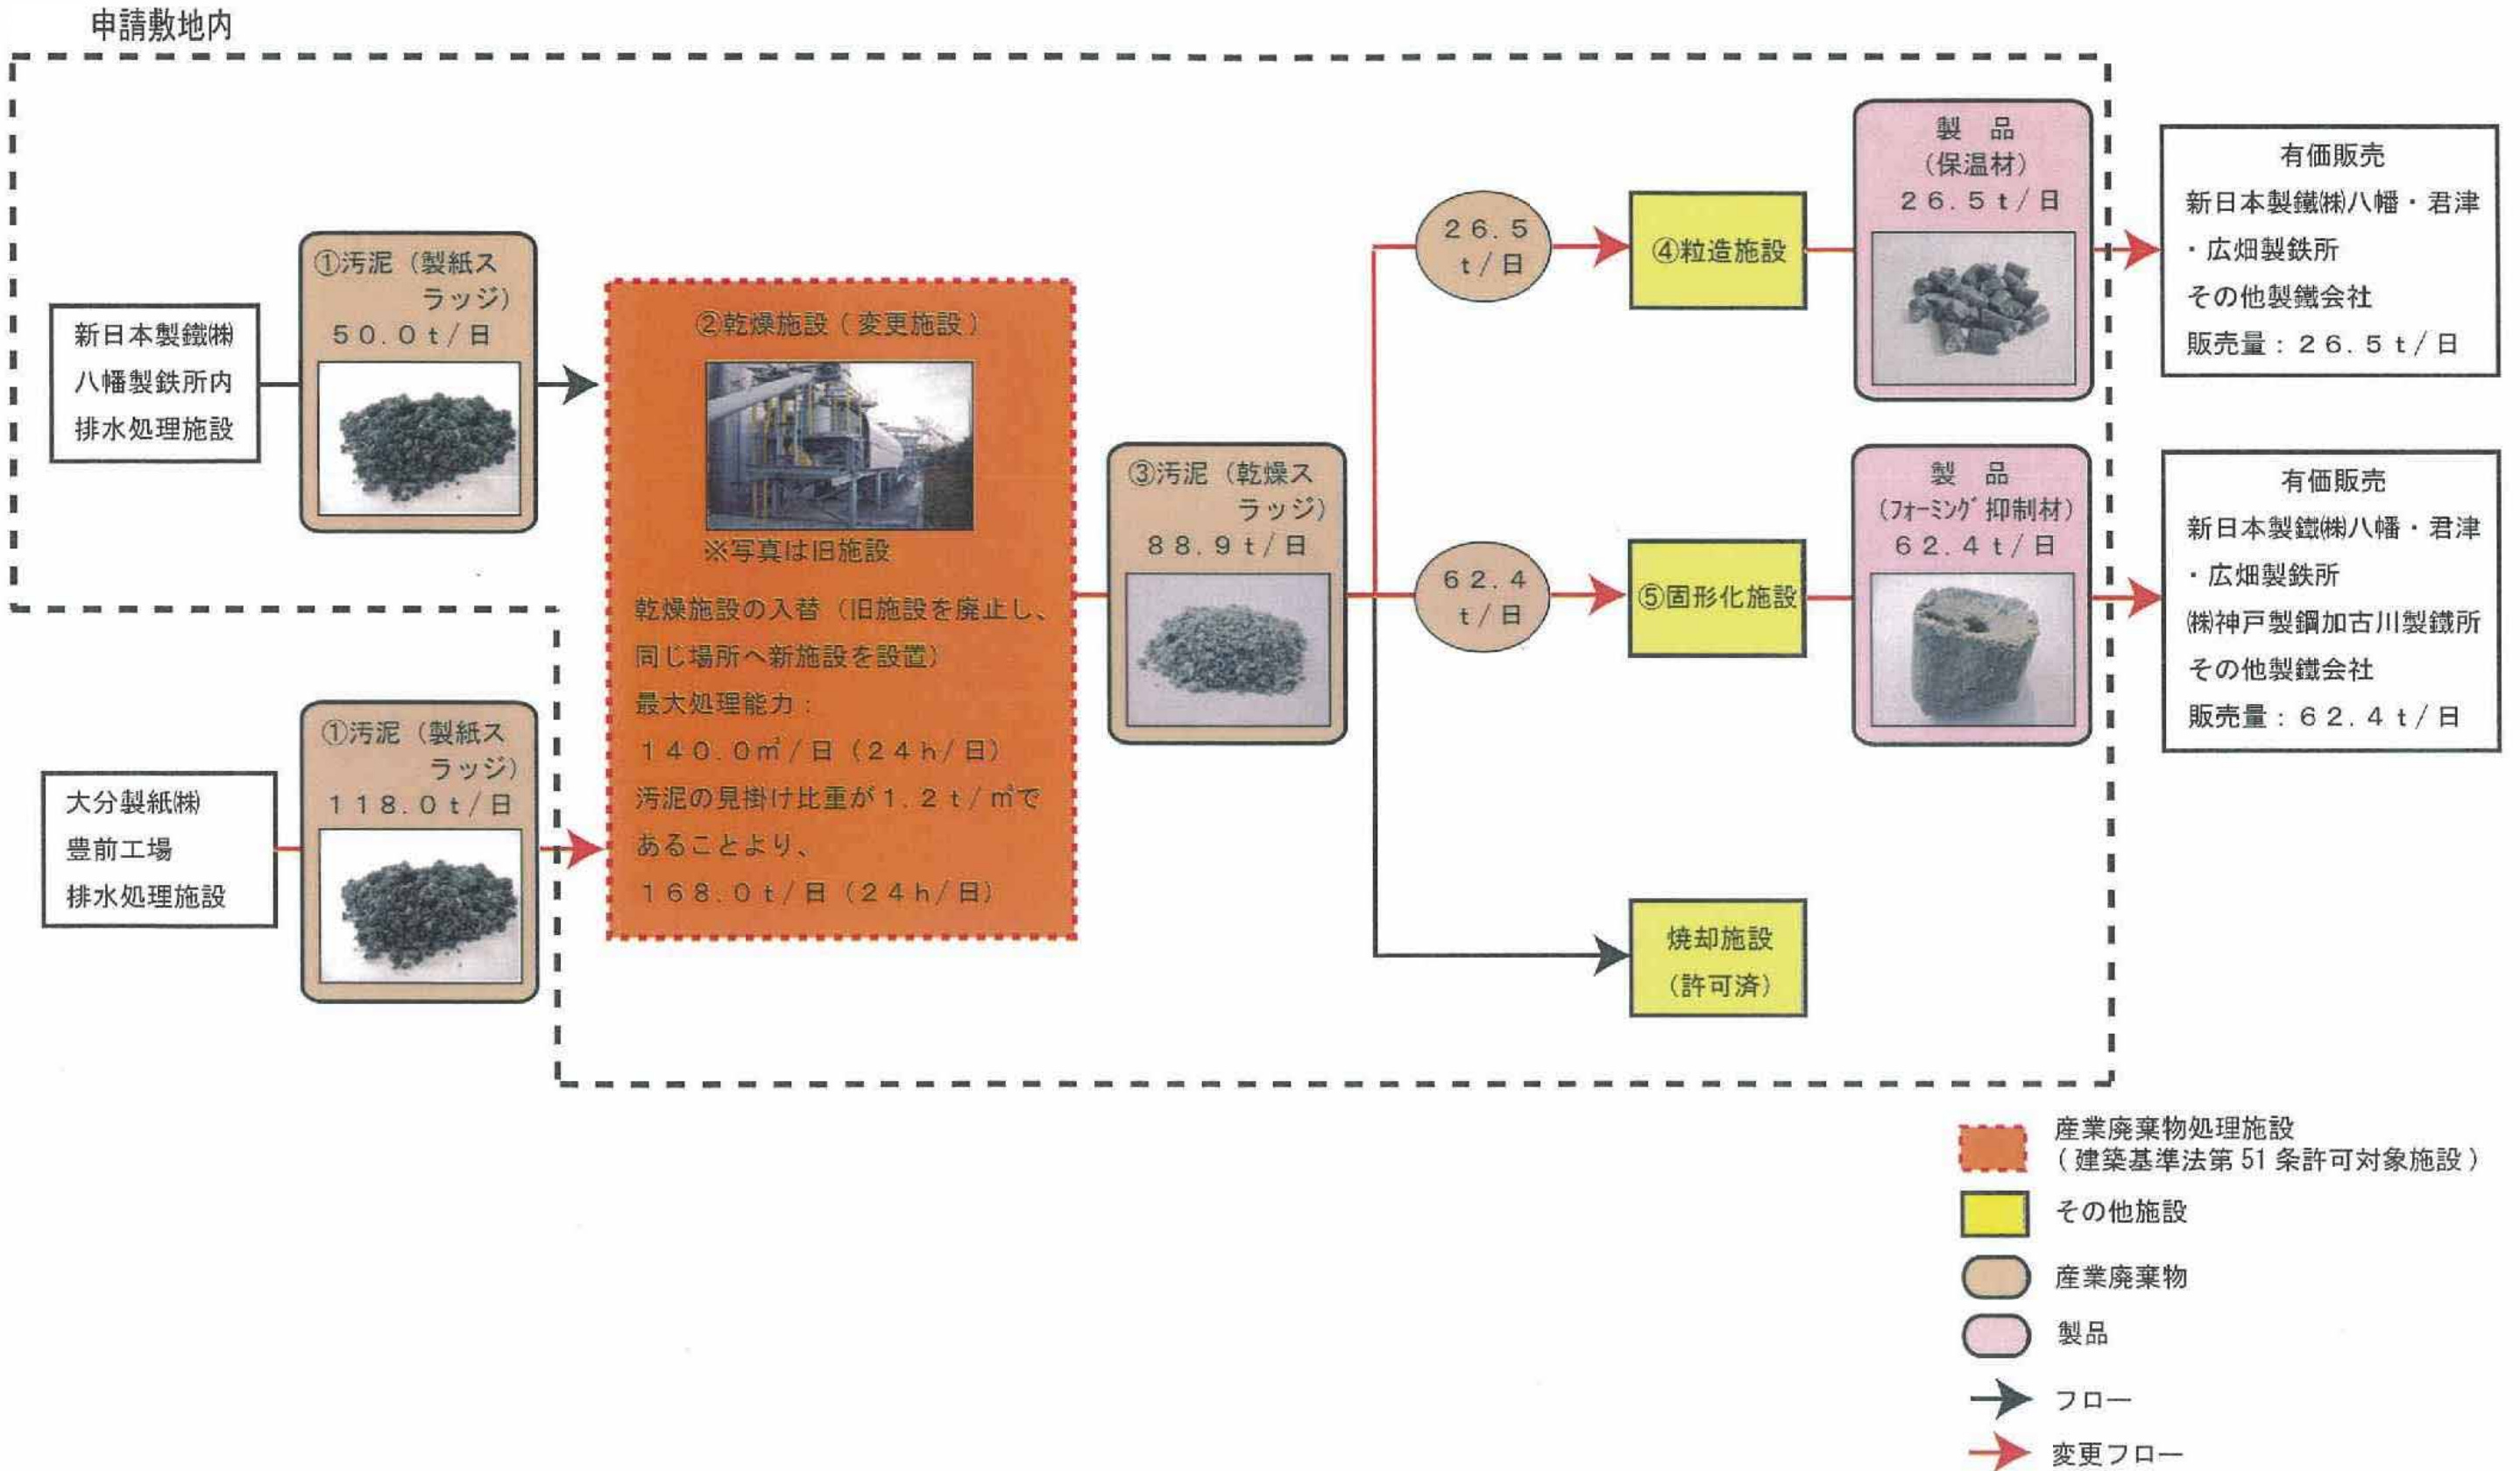 申請敷地内
新日本製鐵㈱
八幡製鉄所内
排水処理施設
①汚泥（製紙ス
ラッジ）
５０.０ｔ/日
大分製紙㈱
豊前工場
排水処理施設
①汚泥（製紙ス
ラッジ）
１１８.０ｔ/日
②乾燥施設（変更施設）
※写真は旧施設
乾燥施設の入替（旧施設を廃止し、
同じ場所へ新施設を設置）
最大処理能力：
１４０.０㎥/日（２４ｈ/日）
汚泥の見掛け比重が１.２ｔ/㎥で
あることより、
１６８.０ｔ/日（２４ｈ/日）
③汚泥（乾燥ス
ラッジ）
８８.９ｔ/日
２６.５
ｔ/日
④粒造施設
製　品
（保温材）
２６.５ｔ/日
有価販売
新日本製鐵㈱八幡・君津
・広畑製鉄所
その他製鐵会社
販売量：２６.５ｔ/日
６２.４
ｔ/日
⑤固形化施設
製　品
（ﾌｫｰﾐﾝｸﾞ抑制材）
６２.４ｔ/日
有価販売
新日本製鐵㈱八幡・君津
・広畑製鉄所
㈱神戸製鋼加古川製鐵所
その他製鐵会社
販売量：６２.４ｔ/日
焼却施設
（許可済）
産業廃棄物処理施設
（建築基準法第51条許可対象施設）
その他施設
産業廃棄物
製品
フロー
変更フロー